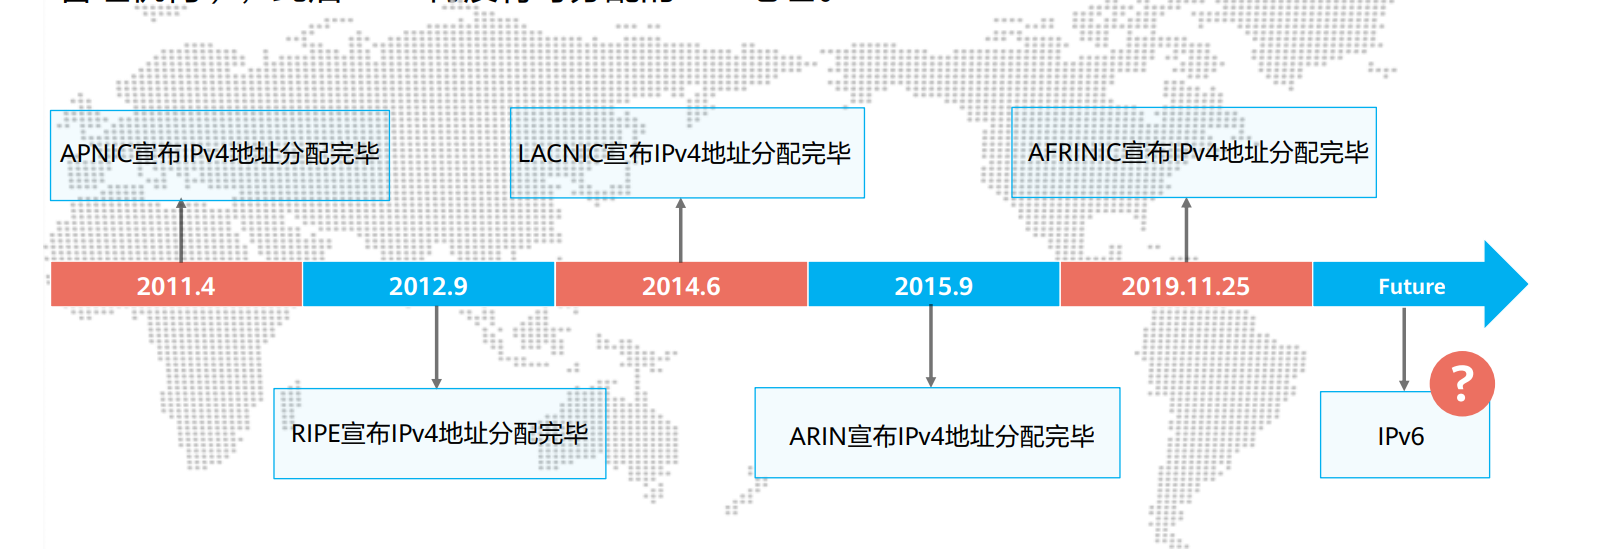 APNIC宣布IPv4地址分配完毕
LACNIC宣布IPv4地址分配完毕
AFRINIC宣布IPv4地址分配完毕
2011.4
2012.9
2014.6
2015.9
2019.11.25
Future
RIPE宣布IPv4地址分配完毕
ARIN宣布IPv4地址分配完毕
?
IPv6